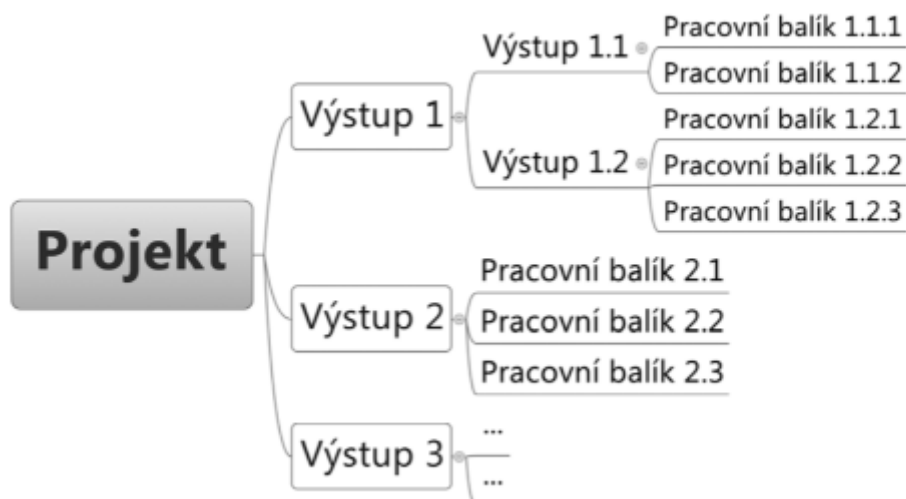 Projekt
Výstup 1
Výstup 1.1
Pracovní balík 1.1.1
Pracovní balík 1.1.2
Výstup 1.2
Pracovní balík 1.2.1
Pracovní balík 1.2.2
Pracovní balík 1.2.3
Výstup 2
Pracovní balík 2.1
Pracovní balík 2.2
Pracovní balík 2.3
Výstup 3
...
...